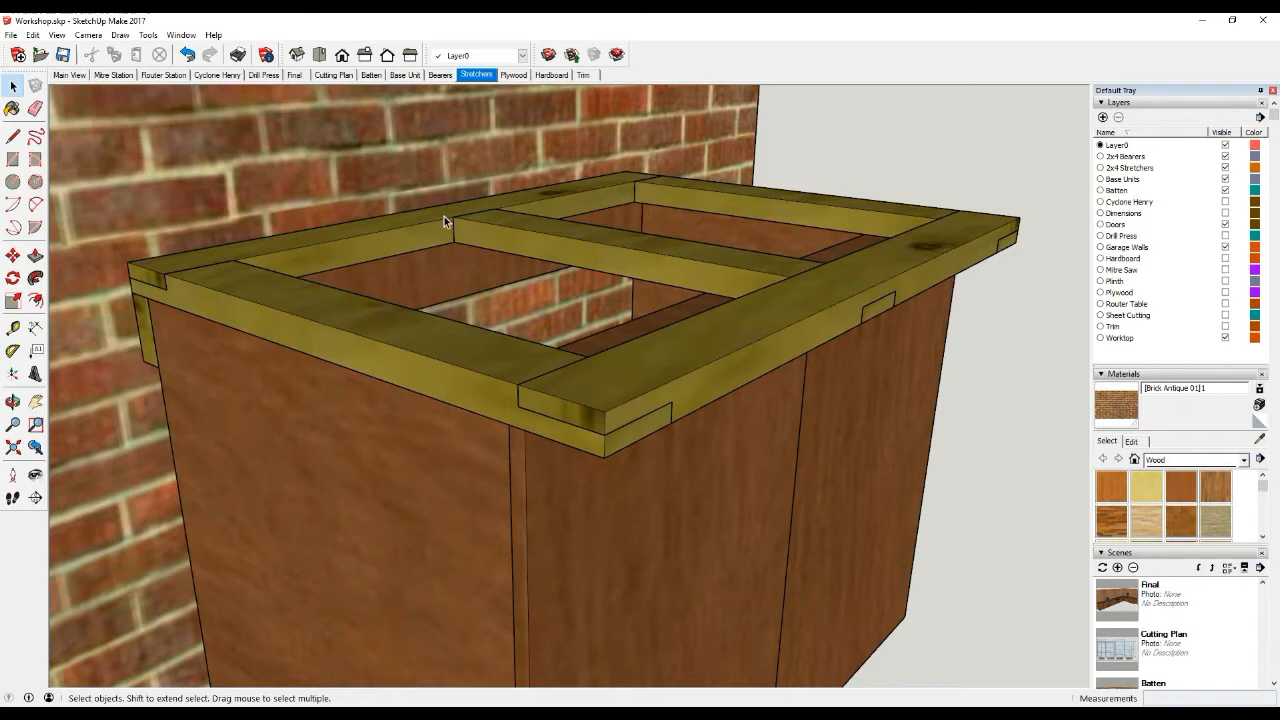 Workshop.skp - SketchUp Make 2017
File Edit View Camera Draw Tools Window Help
Layer0
Main View Mitre Station Router Station Cyclone Henry Drill Press Final Cutting Plan Batten Base Unit Bearers Stretchers Plywood Hardboard Trim
Default Tray
Layers
Name Visible Color
Layer0
2x4 Bearers
2x4 Stretchers
Base Units
Batten
Cyclone Henry
Dimensions
Doors
Drill Press
Garage Walls
Hardboard
Mitre Saw
Plinth
Plywood
Router Table
Sheet Cutting
Trim
Worktop
Materials
[Brick Antique 01]1
Select Edit
Wood
Scenes
Final
Photo: None
No Description
Cutting Plan
Photo: None
No Description
Batten
Select objects. Shift to extend select. Drag mouse to select multiple.
Measurements